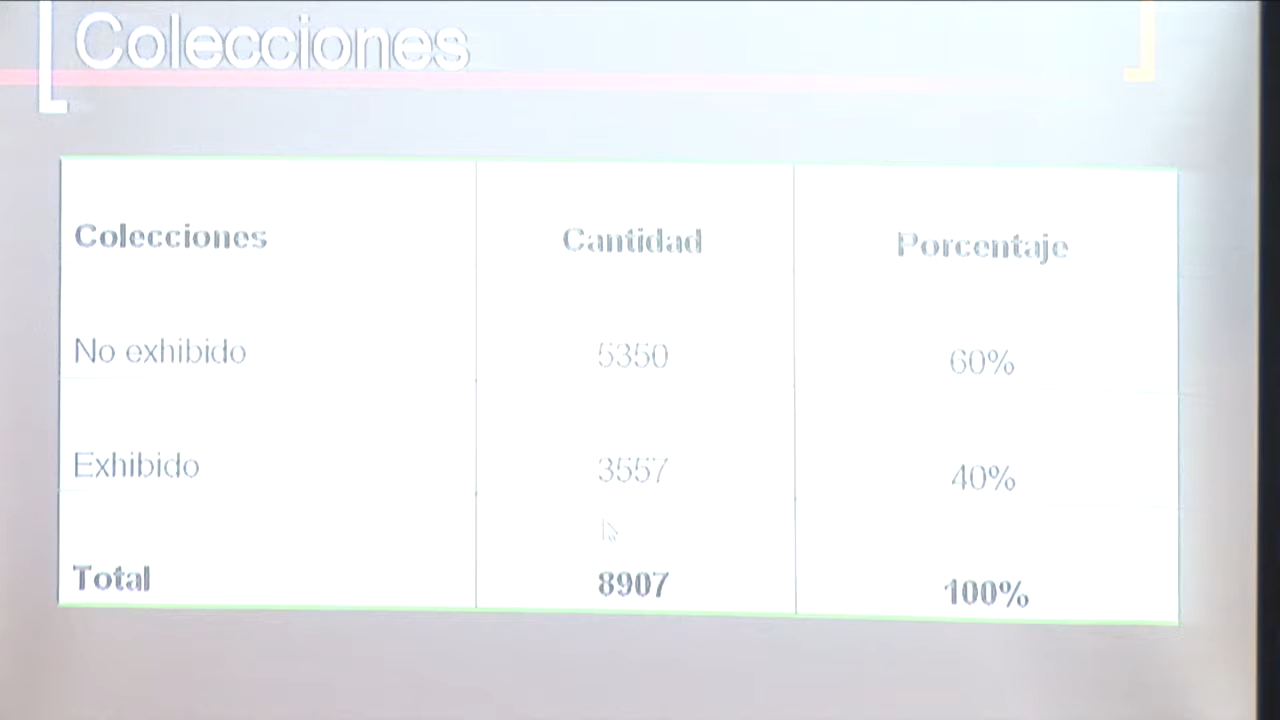 Colecciones
Colecciones Cantidad Porcentaje
No exhibido 5350 60%
Exhibido 3557 40%
Total 8907 100%